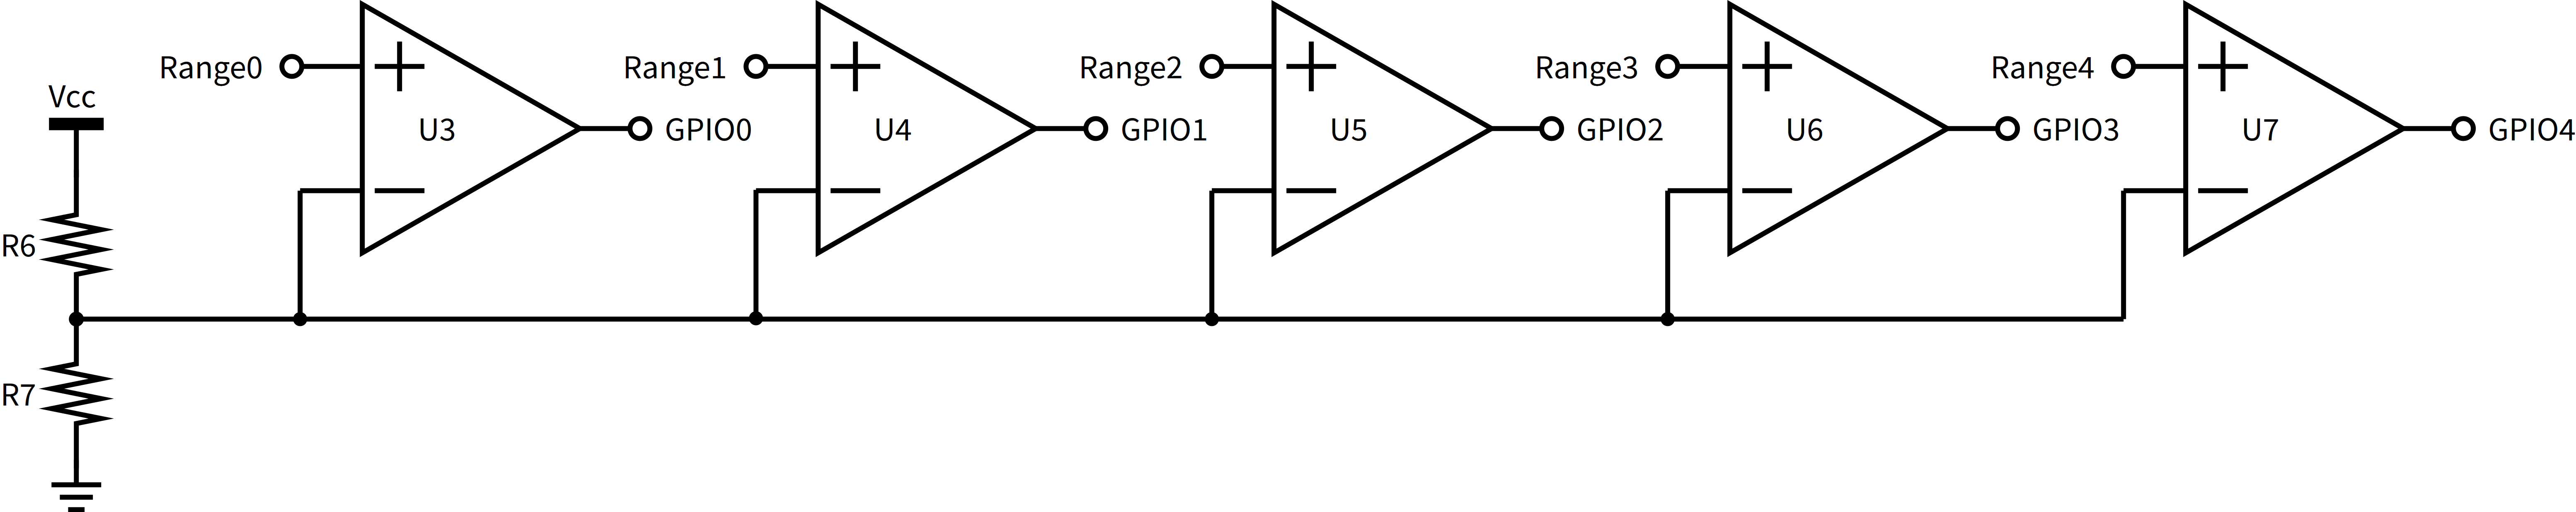 Range0
Range1
Range2
Range3
Range4
Vcc
U3
GPIO0
U4
GPIO1
U5
GPIO2
U6
GPIO3
U7
GPIO4
R6
R7